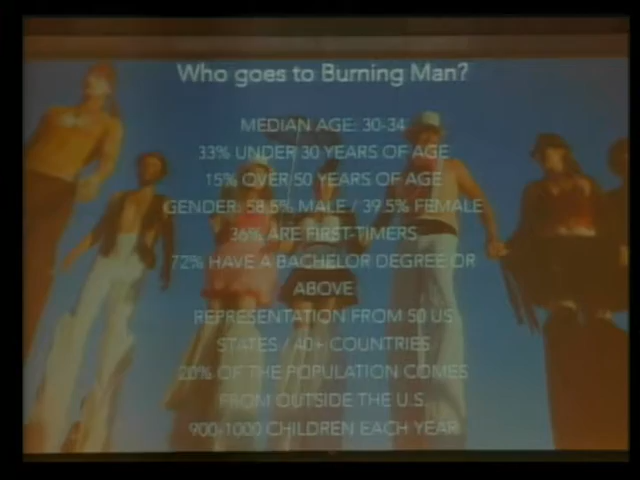 Who goes to Burning Man?
MEDIAN AGE: 30-34
33% UNDER 30 YEARS OF AGE
15% OVER 50 YEARS OF AGE
GENDER: 58.5% MALE / 39.5% FEMALE
36% ARE FIRST-TIMERS
72% HAVE A BACHELOR DEGREE OR
ABOVE
REPRESENTATION FROM 50 US
STATES / 40+ COUNTRIES
20% OF THE POPULATION COMES
FROM OUTSIDE THE U.S.
900-1000 CHILDREN EACH YEAR